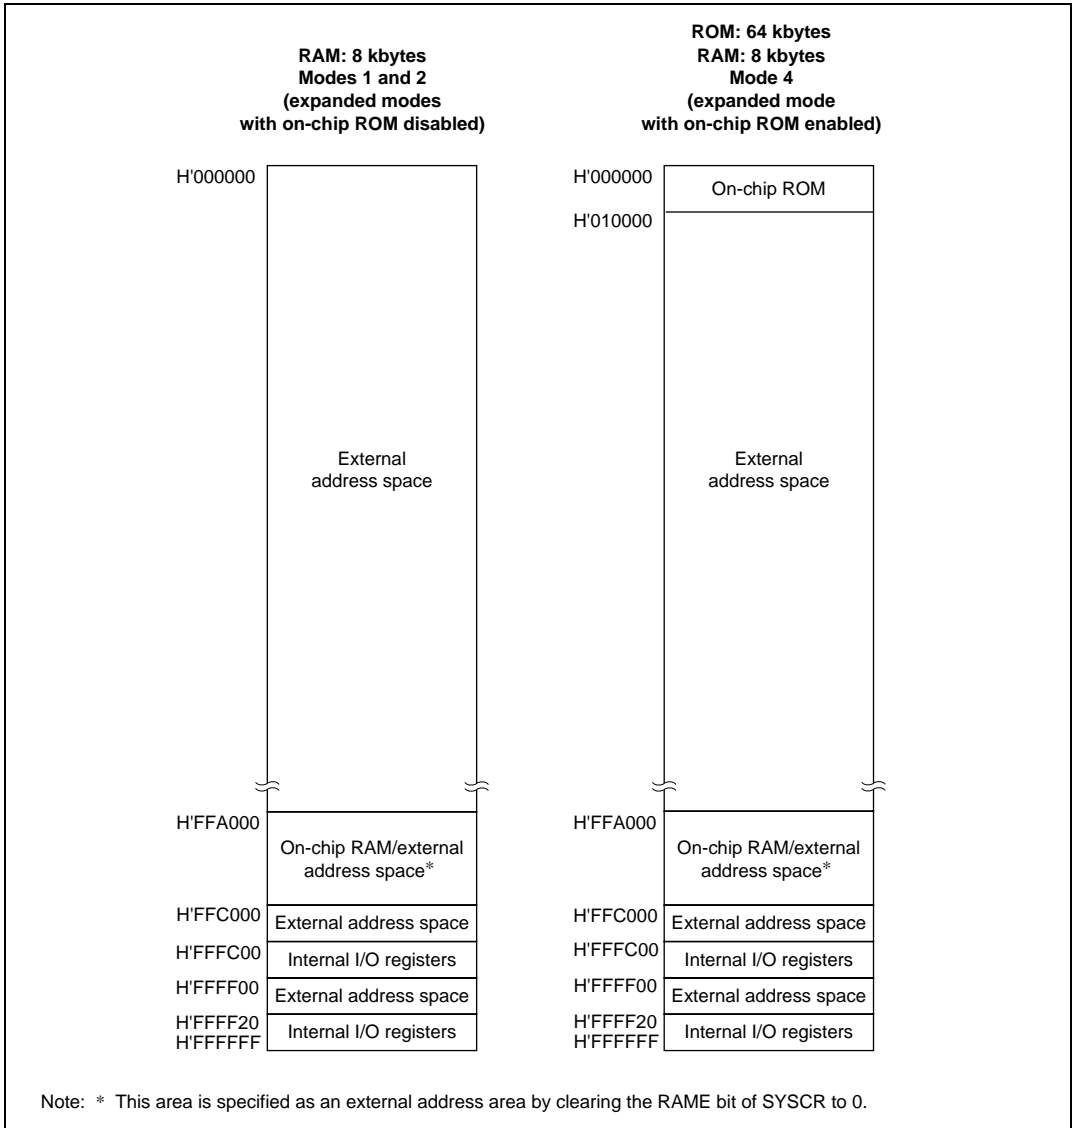 RAM: 8 kbytes
Modes 1 and 2
(expanded modes
with on-chip ROM disabled)
H'000000
External
address space
H'FFA000
On-chip RAM/external
address space*
H'FFC000
External address space
H'FFFC00
Internal I/O registers
H'FFFF00
External address space
H'FFFF20
Internal I/O registers
H'FFFFFF
ROM: 64 kbytes
RAM: 8 kbytes
Mode 4
(expanded mode
with on-chip ROM enabled)
H'000000
On-chip ROM
H'010000
External
address space
H'FFA000
On-chip RAM/external
address space*
H'FFC000
External address space
H'FFFC00
Internal I/O registers
H'FFFF00
External address space
H'FFFF20
Internal I/O registers
H'FFFFFF
Note: * This area is specified as an external address area by clearing the RAME bit of SYSCR to 0.